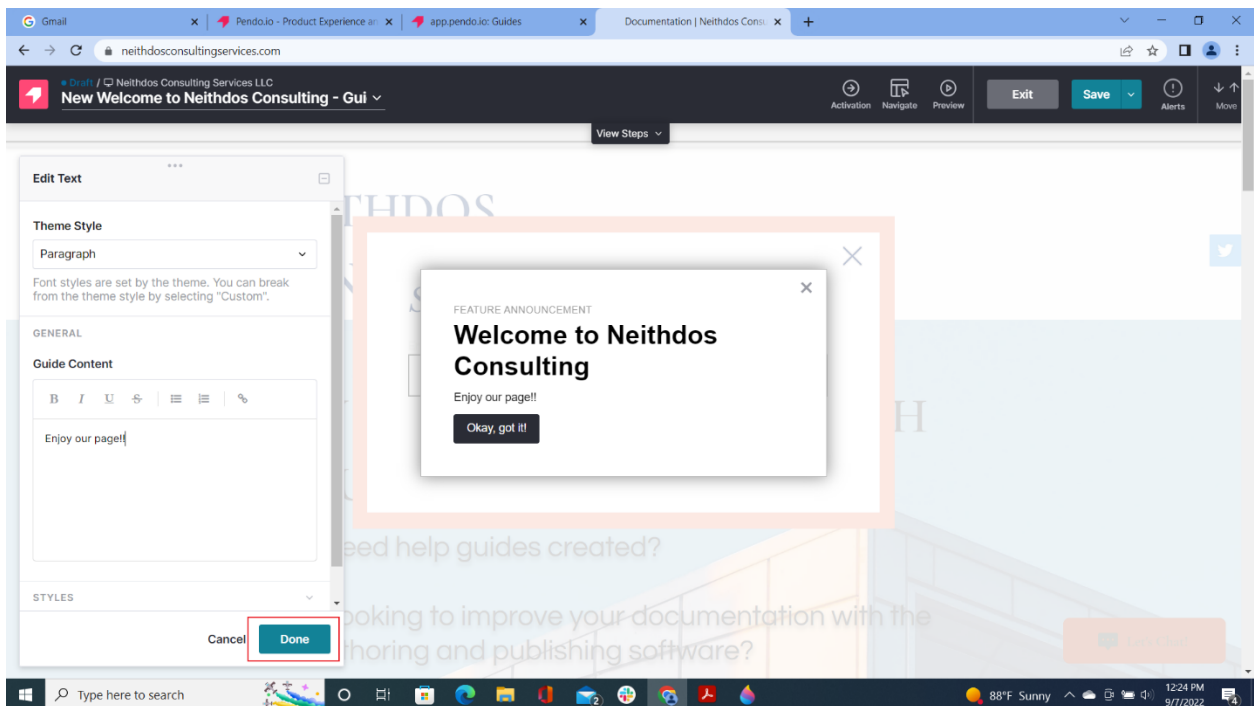 Gmail
Pendo.io - Product Experience an
app.pendo.io: Guides
Documentation | Neithdos Consu
neithdosconsultingservices.com
Draft / Neithdos Consulting Services LLC
New Welcome to Neithdos Consulting - Gui
Activation
Navigate
Preview
Exit
Save
Alerts
Move
View Steps
Edit Text
Theme Style
Paragraph
Font styles are set by the theme. You can break
from the theme style by selecting "Custom".
GENERAL
Guide Content
B I U S
Enjoy our page!!
STYLES
Cancel
Done
THDOS
FEATURE ANNOUNCEMENT
Welcome to Neithdos
Consulting
Enjoy our page!!
Okay, got it!
H
eed help guides created?
oking to improve your documentation with the
thoring and publishing software?
Type here to search
2
88°F Sunny
12:24 PM
9/7/2022
4